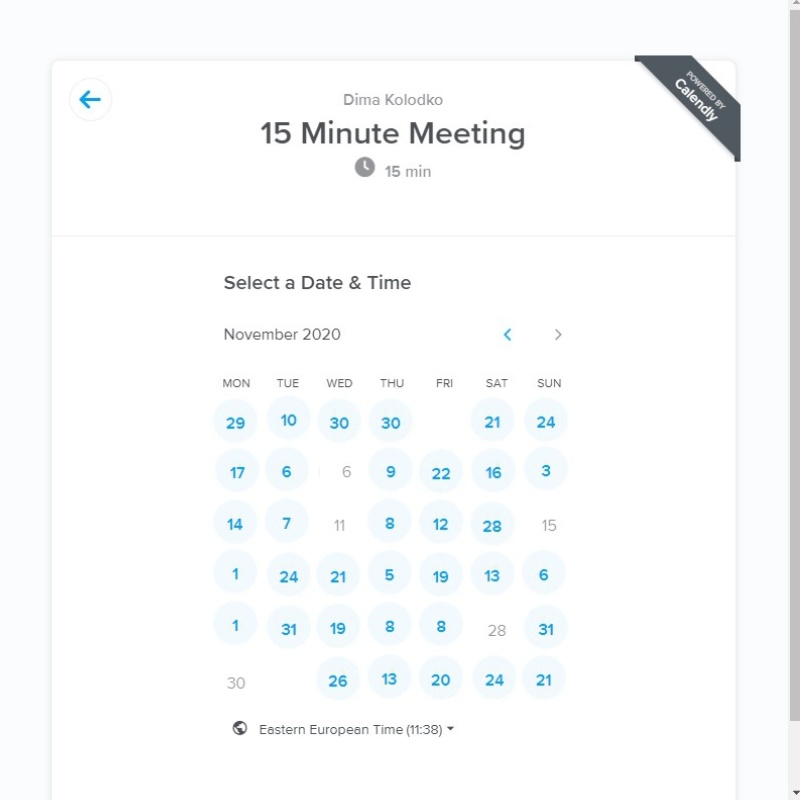 Dima Kolodko
POWERED BY
Calendly
15 Minute Meeting
15 min
Select a Date & Time
November 2020
MON TUE WED THU FRI SAT SUN
29 10 30 30 21 24
17 6 6 9 22 16 3
14 7 11 8 12 28 15
1 24 21 5 19 13 6
1 31 19 8 8 28 31
30 26 13 20 24 21
Eastern European Time (11:38)